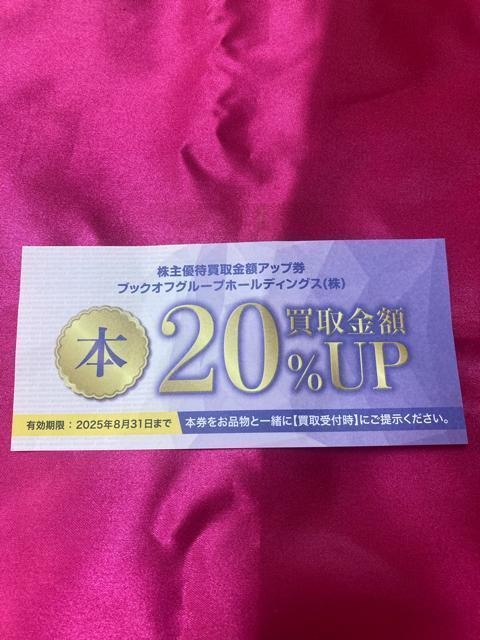 株主優待買取金額アップ券
ブックオフグループホールディングス(株)
本
20%
買取金額
UP
有効期限：2025年8月31日まで
本券をお品物と一緒に【買取受付時】にご提示ください。